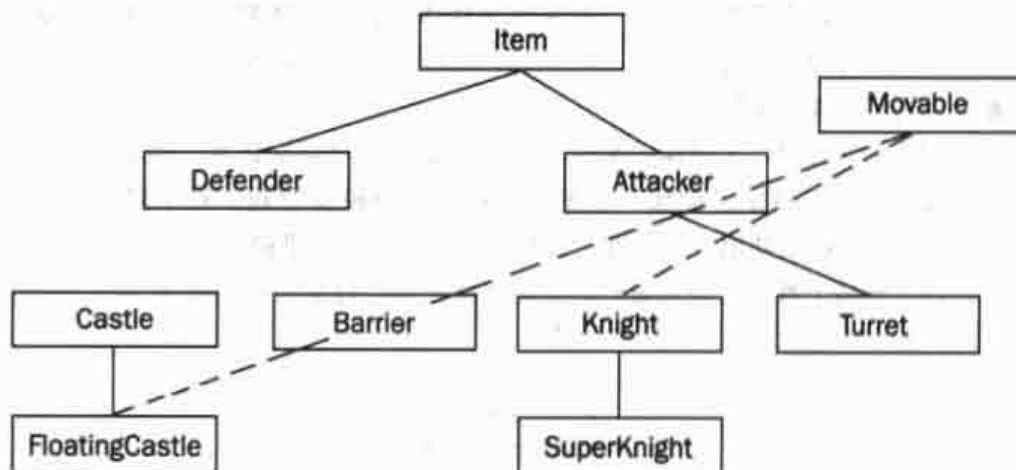 Item
Movable
Defender
Attacker
Castle
Barrier
Knight
Turret
FloatingCastle
SuperKnight